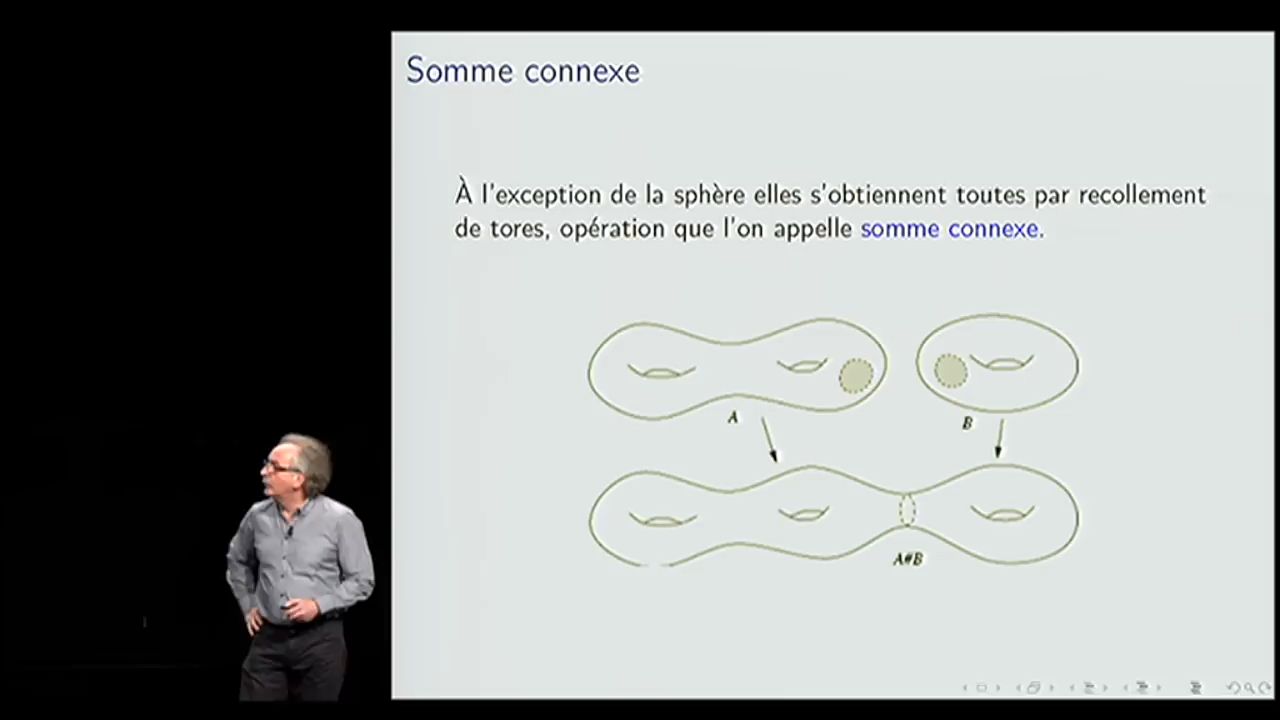 Somme connexe
À l'exception de la sphère elles s'obtiennent toutes par recollement
de tores, opération que l'on appelle somme connexe.
A
B
A#B